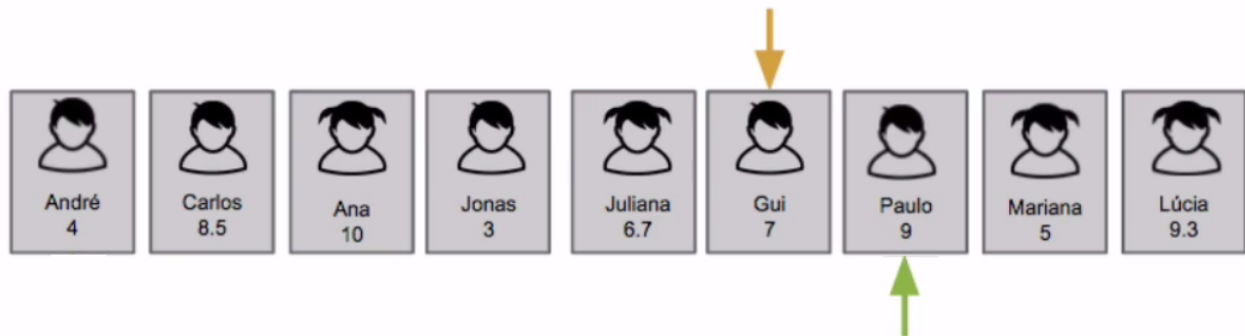 André
4
Carlos
8.5
Ana
10
Jonas
3
Juliana
6.7
Gui
7
Paulo
9
Mariana
5
Lúcia
9.3